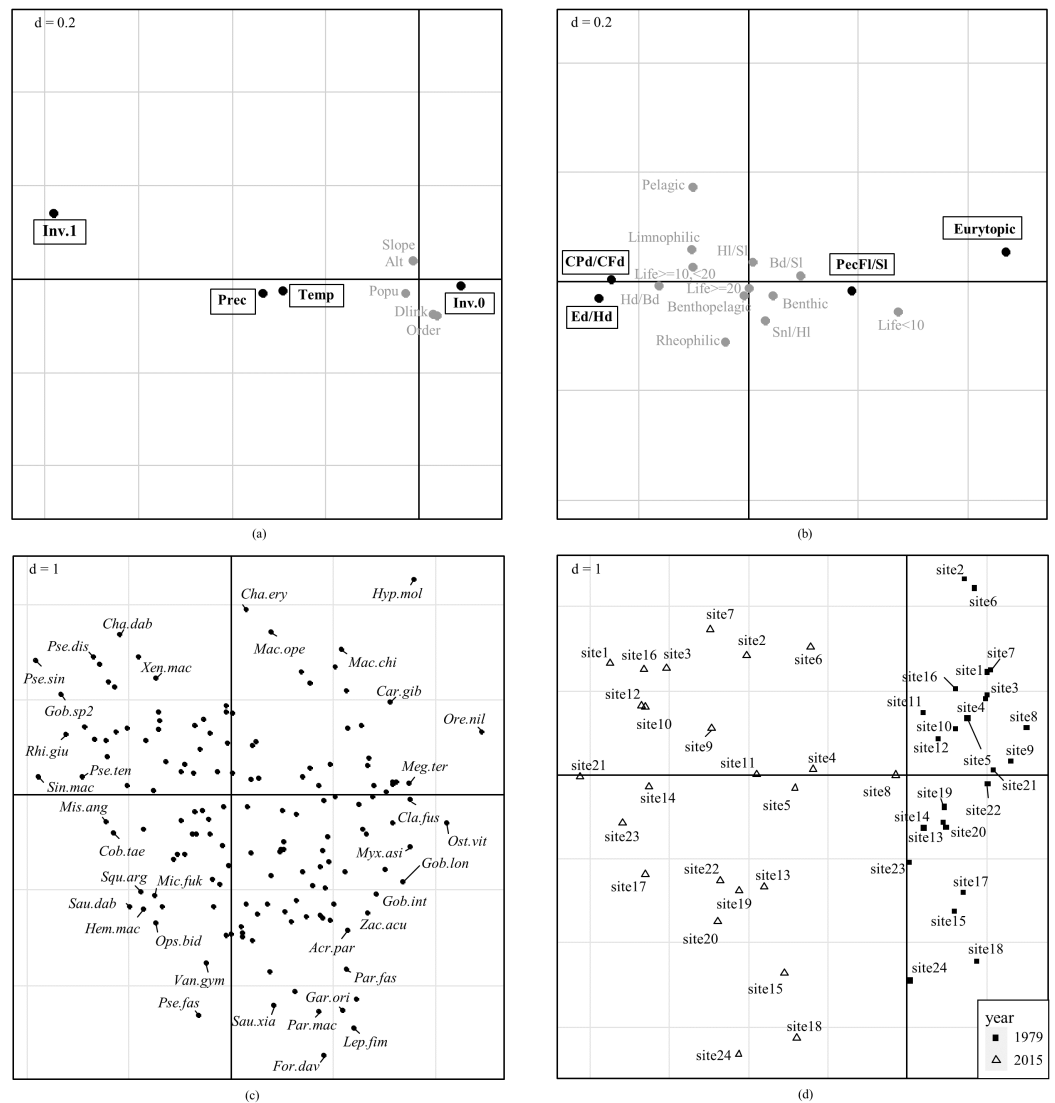 d = 0.2
Inv.1
Slope
Alt
Prec
Temp
Popu
Inv.0
Dlink
Order
(a)
d = 0.2
Pelagic
Eurytopic
Limnophilic
Hl/Sl
CPd/CFd
Bd/Sl
PecFl/Sl
Life>=10,<20
Life>=20
Hd/Bd
Benthopelagic
Benthic
Ed/Hd
Snl/Hl
Life<10
Rheophilic
(b)
d = 1
Cha.ery
Hyp.mol
Cha.dab
Mac.ope
Pse.dis
Xen.mac
Mac.chi
Pse.sin
Car.gib
Gob.sp2
Ore.nil
Rhi.giu
Pse.ten
Meg.ter
Sin.mac
Mis.ang
Cla.fus
Ost.vit
Cob.tae
Myx.asi
Gob.lon
Squ.arg
Mic.fuk
Gob.int
Sau.dab
Hem.mac
Zac.acu
Ops.bid
Acr.par
Van.gym
Par.fas
Pse.fas
Gar.ori
Sau.xia
Par.mac
Lep.fim
For.dav
(c)
d = 1
site2
site6
site7
site2
site1
site16
site3
site6
site7
site1
site16
site3
site12
site11
site4
site8
site10
site10
site9
site12
site9
site5
site11
site4
site21
site8
site21
site14
site5
site22
site19
site23
site14
site13
site20
site23
site17
site22
site13
site17
site19
site15
site20
site18
site15
site24
site18
site24
year
1979
2015
(d)